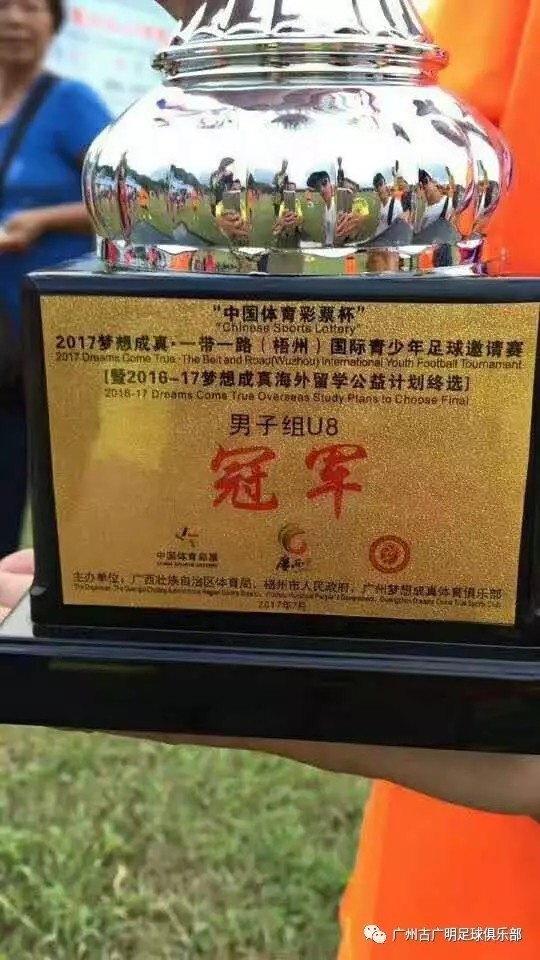 “中国体育彩票杯”
“Chinese Sports Lottery”
2017梦想成真·一带一路（梧州）国际青少年足球邀请赛
2017 Dreams Come True·The Belt and Road(Wuzhou) International Youth Football Tournament
[暨2016-17梦想成真海外留学公益计划终选]
2016-17 Dreams Come True Overseas Study Plans to Choose Final
男子组U8
冠军
中国体育彩票
CHINA SPORTS LOTTERY
广西
主办单位：广西壮族自治区体育局、梧州市人民政府、广州梦想成真体育俱乐部
2017年7月
广州古广明足球俱乐部